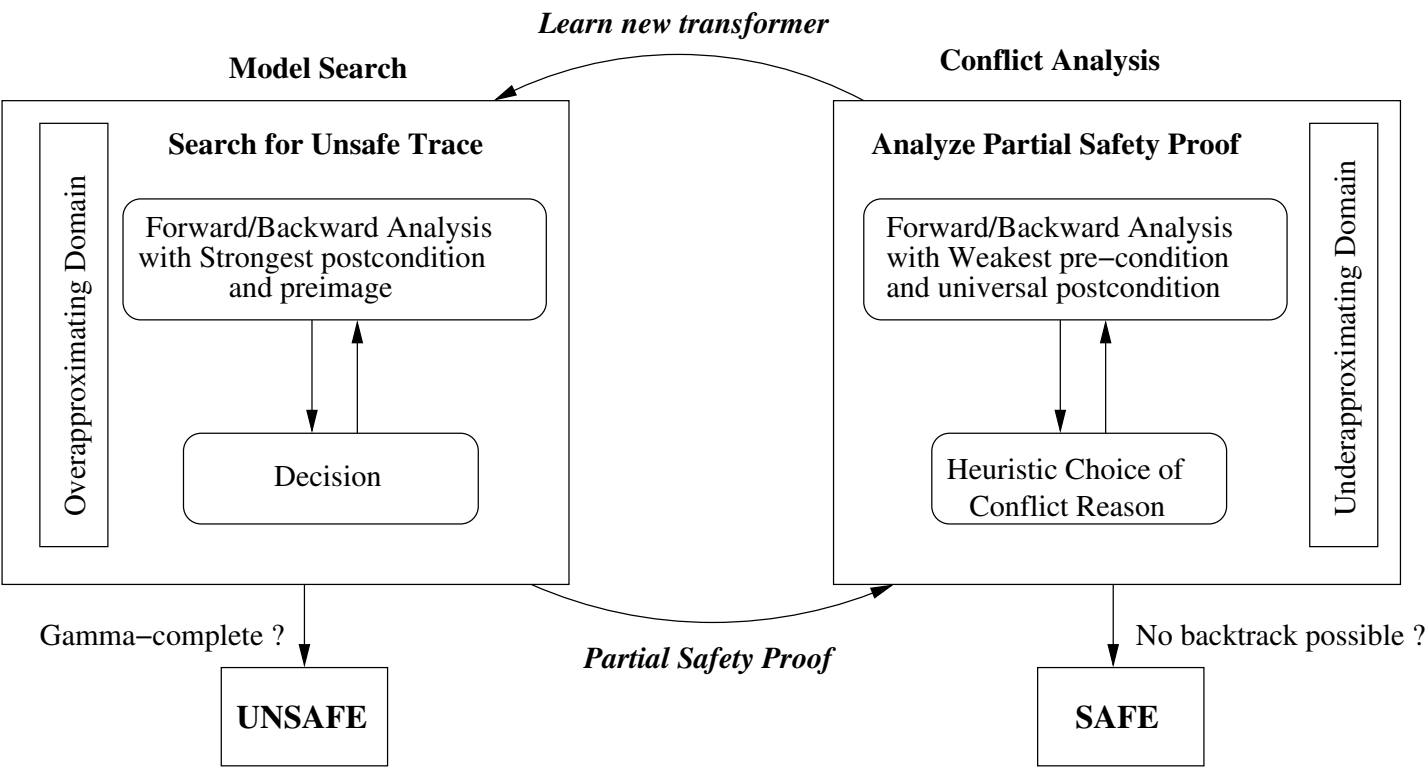 Learn new transformer
Model Search
Conflict Analysis
Search for Unsafe Trace
Overapproximating Domain
Forward/Backward Analysis
with Strongest postcondition
and preimage
Decision
Analyze Partial Safety Proof
Forward/Backward Analysis
with Weakest pre−condition
and universal postcondition
Heuristic Choice of
Conflict Reason
Underapproximating Domain
Gamma−complete ?
Partial Safety Proof
No backtrack possible ?
UNSAFE
SAFE